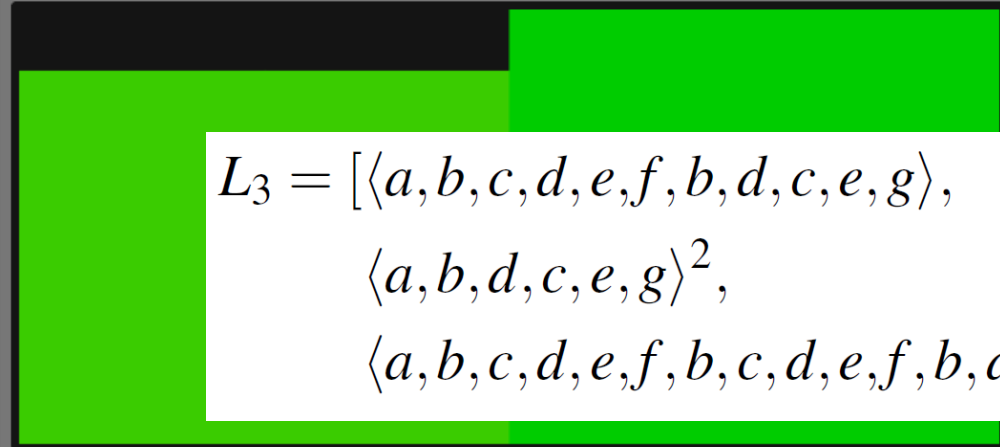 L₃ = [⟨a,b,c,d,e,f,b,d,c,e,g⟩,
⟨a,b,d,c,e,g⟩²,
⟨a,b,c,d,e,f,b,c,d,e,f,b,